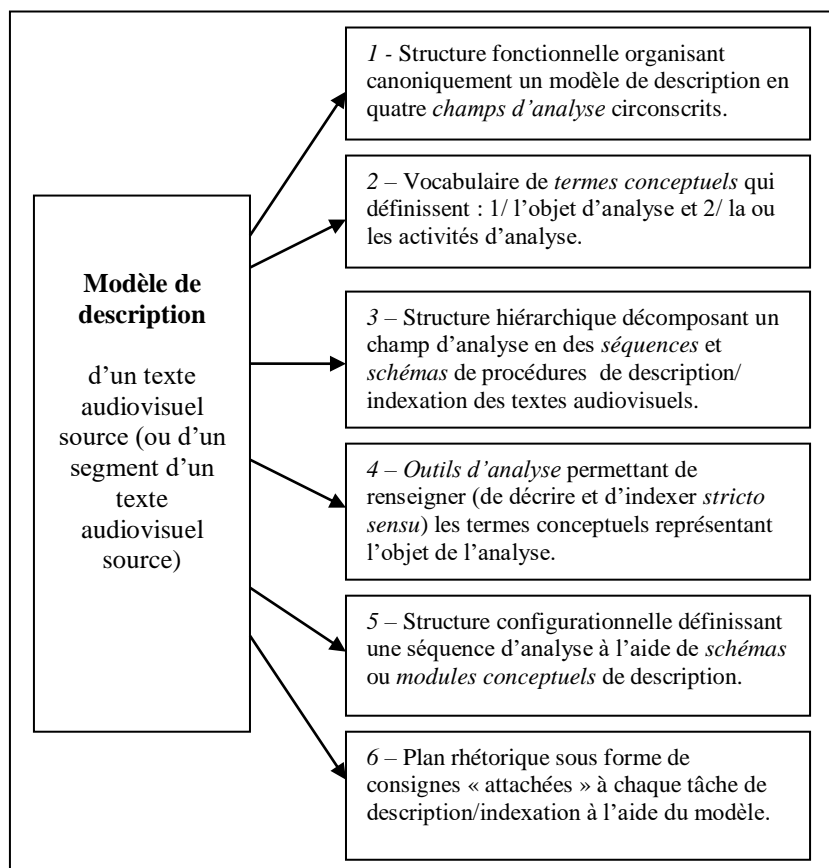 Modèle de
description
d’un texte
audiovisuel
source (ou d’un
segment d’un
texte
audiovisuel
source)
1 - Structure fonctionnelle organisant
canoniquement un modèle de description en
quatre champs d’analyse circonscrits.
2 – Vocabulaire de termes conceptuels qui
définissent : 1/ l’objet d’analyse et 2/ la ou
les activités d’analyse.
3 – Structure hiérarchique décomposant un
champ d’analyse en des séquences et
schémas de procédures de description/
indexation des textes audiovisuels.
4 – Outils d’analyse permettant de
renseigner (de décrire et d’indexer stricto
sensu) les termes conceptuels représentant
l’objet de l’analyse.
5 – Structure configurationnelle définissant
une séquence d’analyse à l’aide de schémas
ou modules conceptuels de description.
6 – Plan rhétorique sous forme de
consignes « attachées » à chaque tâche de
description/indexation à l’aide du modèle.